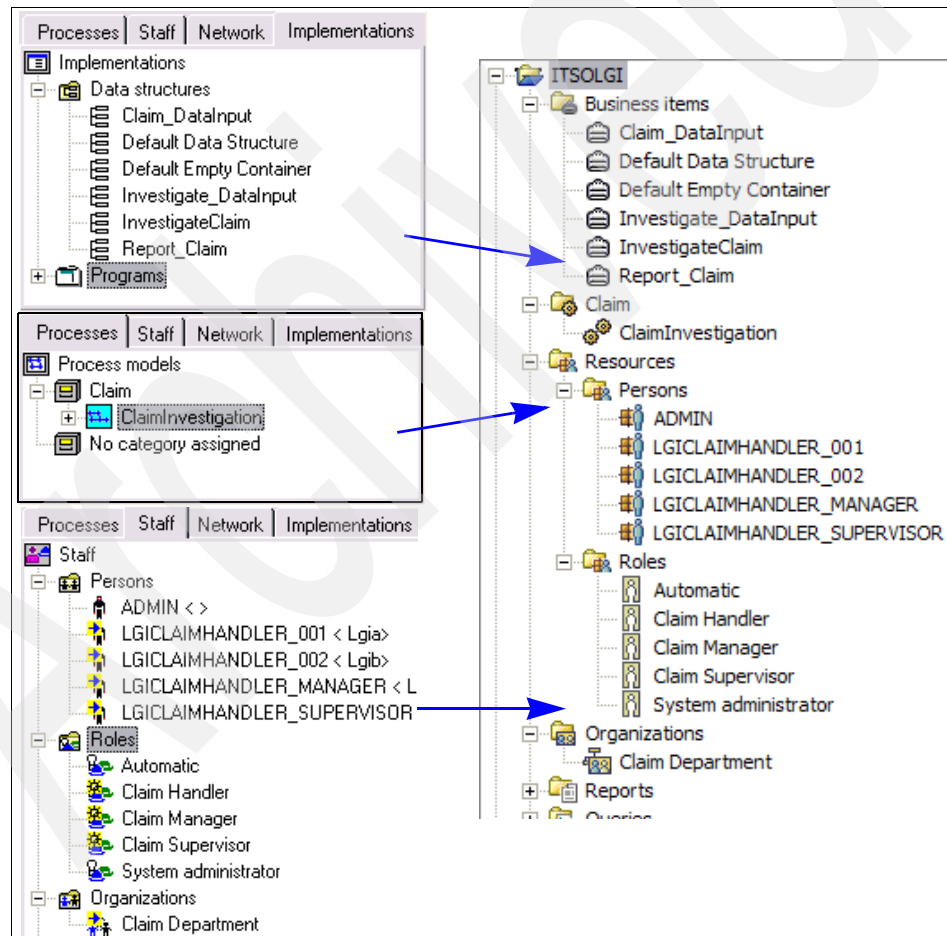 Processes Staff Network Implementations
Implementations
Data structures
Claim_DataInput
Default Data Structure
Default Empty Container
Investigate_DataInput
InvestigateClaim
Report_Claim
Programs
Processes Staff Network Implementations
Process models
Claim
ClaimInvestigation
No category assigned
Processes Staff Network Implementations
Staff
Persons
ADMIN < >
LGICLAIMHANDLER_001 < Lgia>
LGICLAIMHANDLER_002 < Lgib>
LGICLAIMHANDLER_MANAGER < L
LGICLAIMHANDLER_SUPERVISOR
Roles
Automatic
Claim Handler
Claim Manager
Claim Supervisor
System administrator
Organizations
Claim Department
ITSOLGI
Business items
Claim_DataInput
Default Data Structure
Default Empty Container
Investigate_DataInput
InvestigateClaim
Report_Claim
Claim
ClaimInvestigation
Resources
Persons
ADMIN
LGICLAIMHANDLER_001
LGICLAIMHANDLER_002
LGICLAIMHANDLER_MANAGER
LGICLAIMHANDLER_SUPERVISOR
Roles
Automatic
Claim Handler
Claim Manager
Claim Supervisor
System administrator
Organizations
Claim Department
Reports
Queries